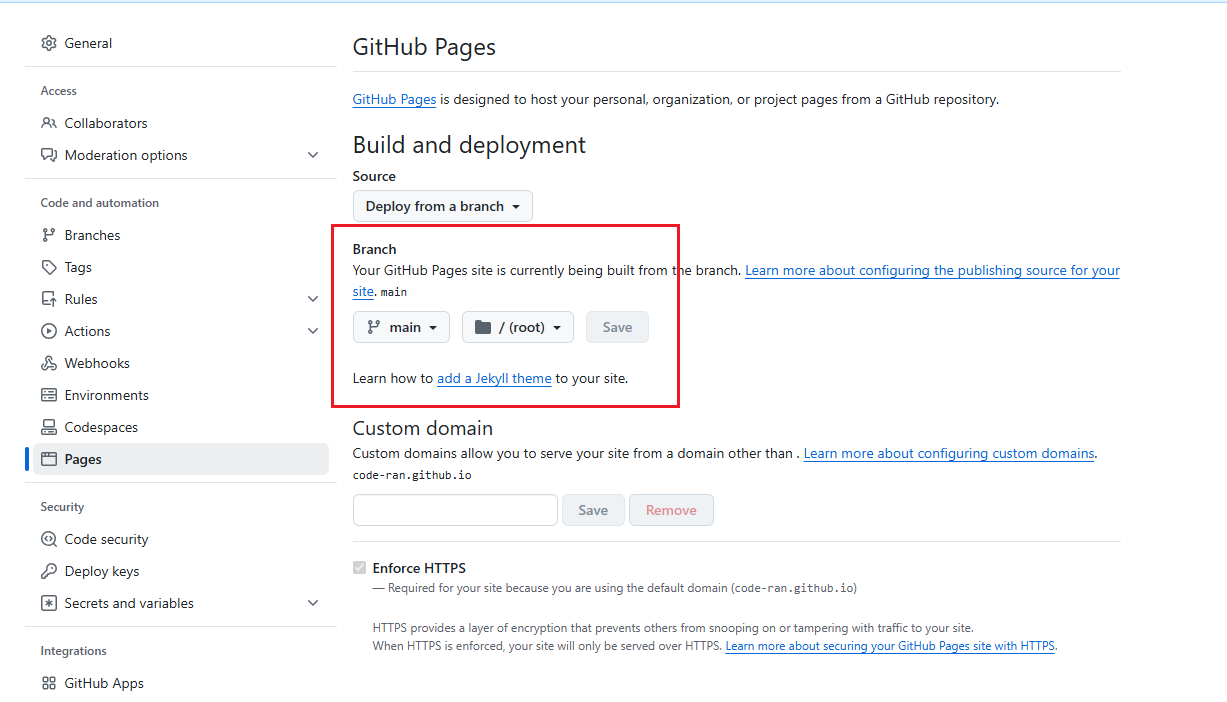 General
Access
Collaborators
Moderation options
Code and automation
Branches
Tags
Rules
Actions
Webhooks
Environments
Codespaces
Pages
Security
Code security
Deploy keys
Secrets and variables
Integrations
GitHub Apps
GitHub Pages
GitHub Pages is designed to host your personal, organization, or project pages from a GitHub repository.
Build and deployment
Source
Deploy from a branch
Branch
Your GitHub Pages site is currently being built from the branch. Learn more about configuring the publishing source for your
site. main
main / (root) Save
Learn how to add a Jekyll theme to your site.
Custom domain
Custom domains allow you to serve your site from a domain other than . Learn more about configuring custom domains.
code-ran.github.io
Save Remove
Enforce HTTPS
— Required for your site because you are using the default domain (code-ran.github.io)
HTTPS provides a layer of encryption that prevents others from snooping on or tampering with traffic to your site.
When HTTPS is enforced, your site will only be served over HTTPS. Learn more about securing your GitHub Pages site with HTTPS.